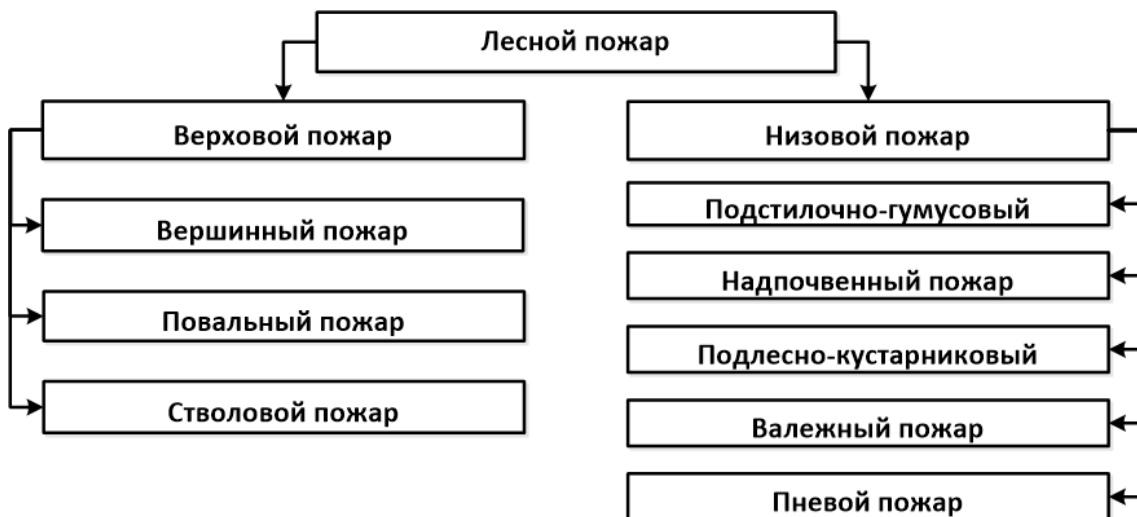 Лесной пожар
Верховой пожар
Вершинный пожар
Повальный пожар
Стволовой пожар
Низовой пожар
Подстилочно-гумусовый
Надпочвенный пожар
Подлесно-кустарниковый
Валежный пожар
Пневой пожар